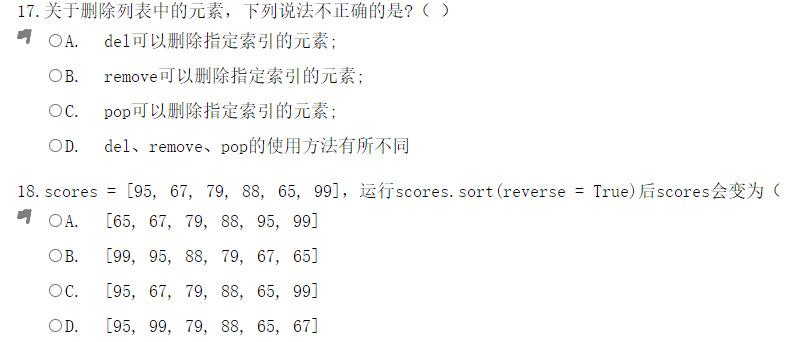 17.关于删除列表中的元素，下列说法不正确的是?（ ）
A. del可以删除指定索引的元素;
B. remove可以删除指定索引的元素;
C. pop可以删除指定索引的元素;
D. del、remove、pop的使用方法有所不同
18.scores = [95, 67, 79, 88, 65, 99]，运行scores.sort(reverse = True)后scores会变为（
A. [65, 67, 79, 88, 95, 99]
B. [99, 95, 88, 79, 67, 65]
C. [95, 67, 79, 88, 65, 99]
D. [95, 99, 79, 88, 65, 67]